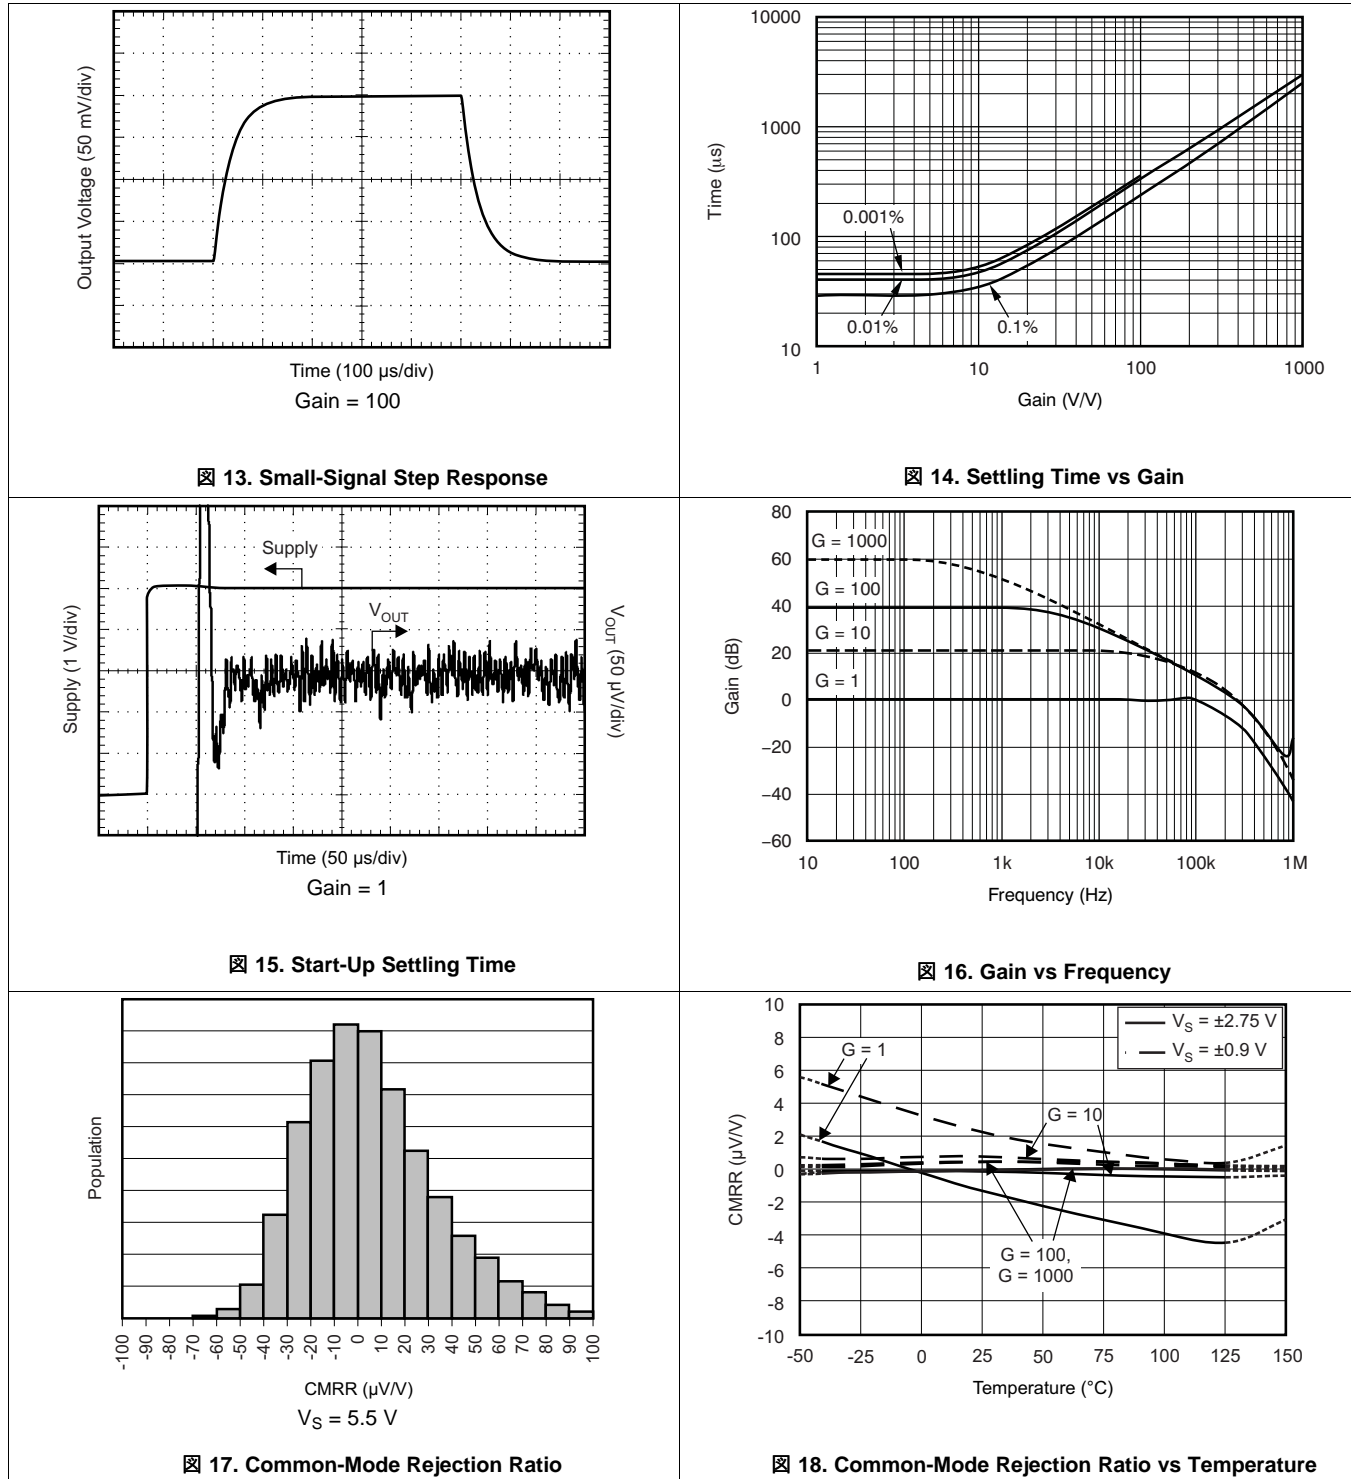 Output Voltage (50 mV/div)
Time (100 µs/div)
Gain = 100
図 13. Small-Signal Step Response
Time (µs)
10000
1000
100
10
0.001%
0.01%
0.1%
1
10
100
1000
Gain (V/V)
図 14. Settling Time vs Gain
Supply (1 V/div)
Supply
VOUT
VOUT (50 µV/div)
Time (50 µs/div)
Gain = 1
図 15. Start-Up Settling Time
Gain (dB)
80
60
40
20
0
–20
–40
–60
G = 1000
G = 100
G = 10
G = 1
10
100
1k
10k
100k
1M
Frequency (Hz)
図 16. Gain vs Frequency
Population
-100
-90
-80
-70
-60
-50
-40
-30
-20
-10
0
10
20
30
40
50
60
70
80
90
100
CMRR (µV/V)
VS = 5.5 V
図 17. Common-Mode Rejection Ratio
CMRR (µV/V)
10
8
6
4
2
0
-2
-4
-6
-8
-10
VS = ±2.75 V
VS = ±0.9 V
G = 1
G = 10
G = 100,
G = 1000
-50
-25
0
25
50
75
100
125
150
Temperature (°C)
図 18. Common-Mode Rejection Ratio vs Temperature